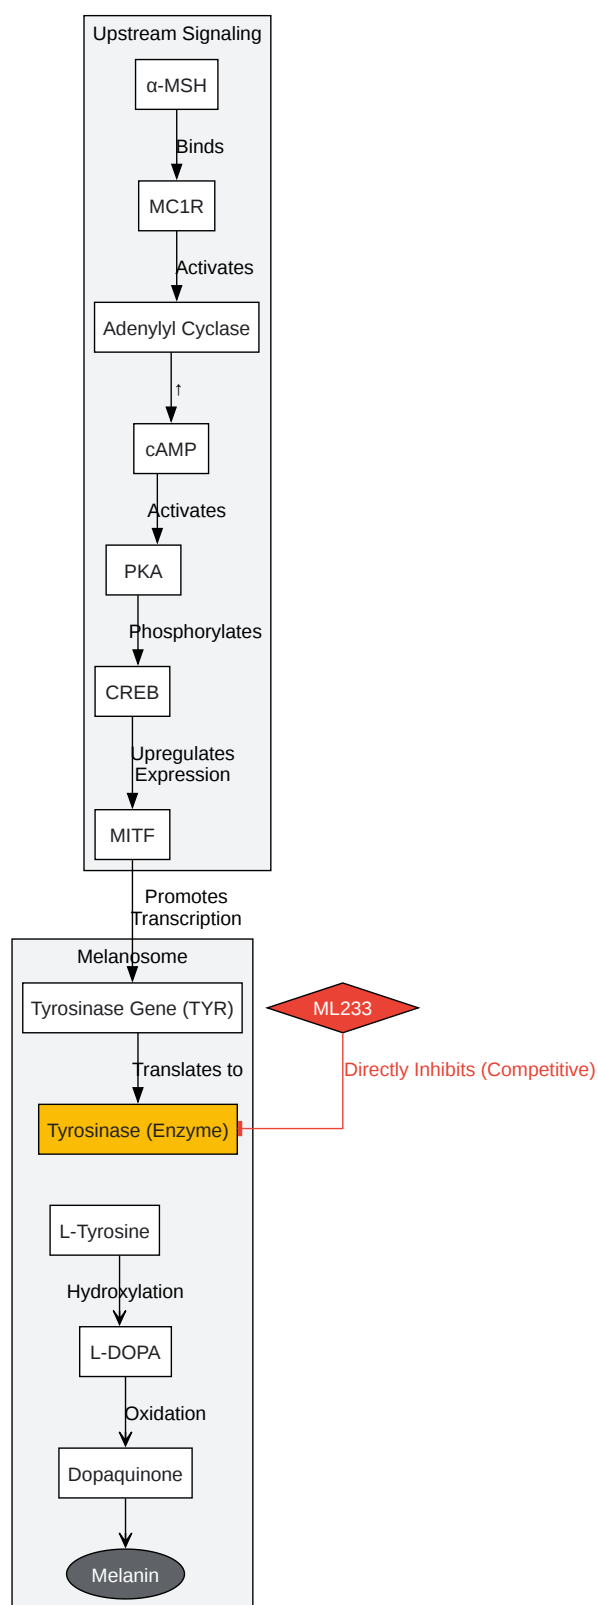 Upstream Signaling
α-MSH
Binds
MC1R
Activates
Adenylyl Cyclase
↑
cAMP
Activates
PKA
Phosphorylates
CREB
Upregulates
Expression
MITF
Promotes
Transcription
Melanosome
Tyrosinase Gene (TYR)
ML233
Translates to
Directly Inhibits (Competitive)
Tyrosinase (Enzyme)
L-Tyrosine
Hydroxylation
L-DOPA
Oxidation
Dopaquinone
Melanin